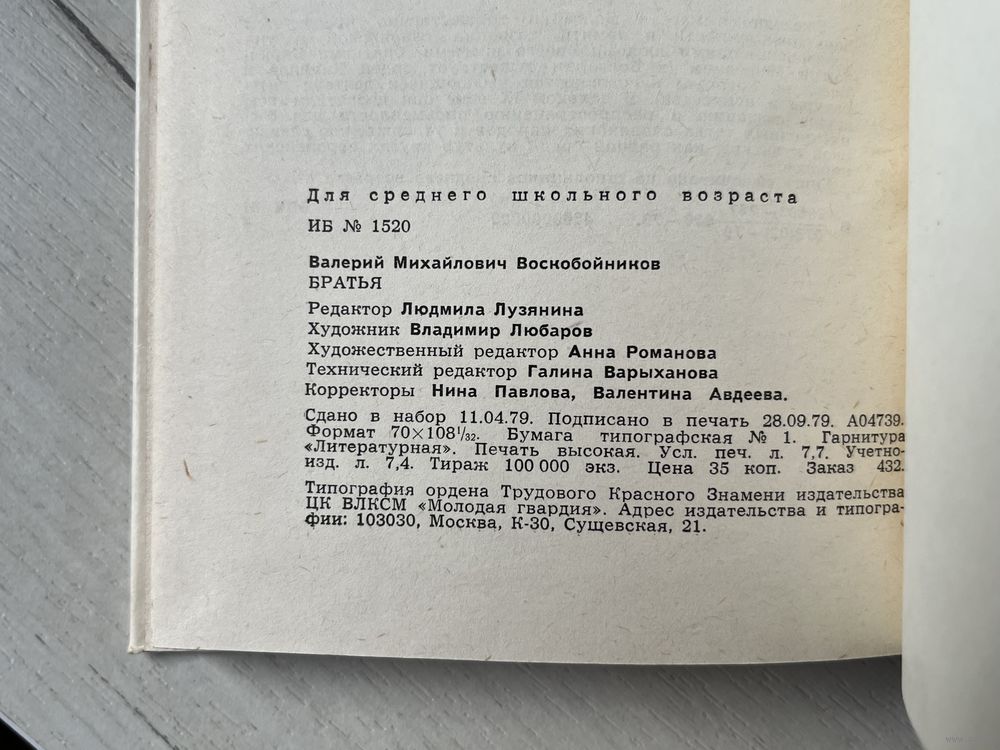 Для среднего школьного возраста
ИБ № 1520
Валерий Михайлович Воскобойников
БРАТЬЯ
Редактор Людмила Лузянина
Художник Владимир Любаров
Художественный редактор Анна Романова
Технический редактор Галина Варыханова
Корректоры Нина Павлова, Валентина Авдеева.
Сдано в набор 11.04.79. Подписано в печать 28.09.79. А04739.
Формат 70×108¹/₃₂. Бумага типографская № 1. Гарнитура
«Литературная». Печать высокая. Усл. печ. л. 7,7. Учетно-
изд. л. 7,4. Тираж 100 000 экз. Цена 35 коп. Заказ 432.
Типография ордена Трудового Красного Знамени издательства
ЦК ВЛКСМ «Молодая гвардия». Адрес издательства и типогра-
фии: 103030, Москва, К-30, Сущевская, 21.